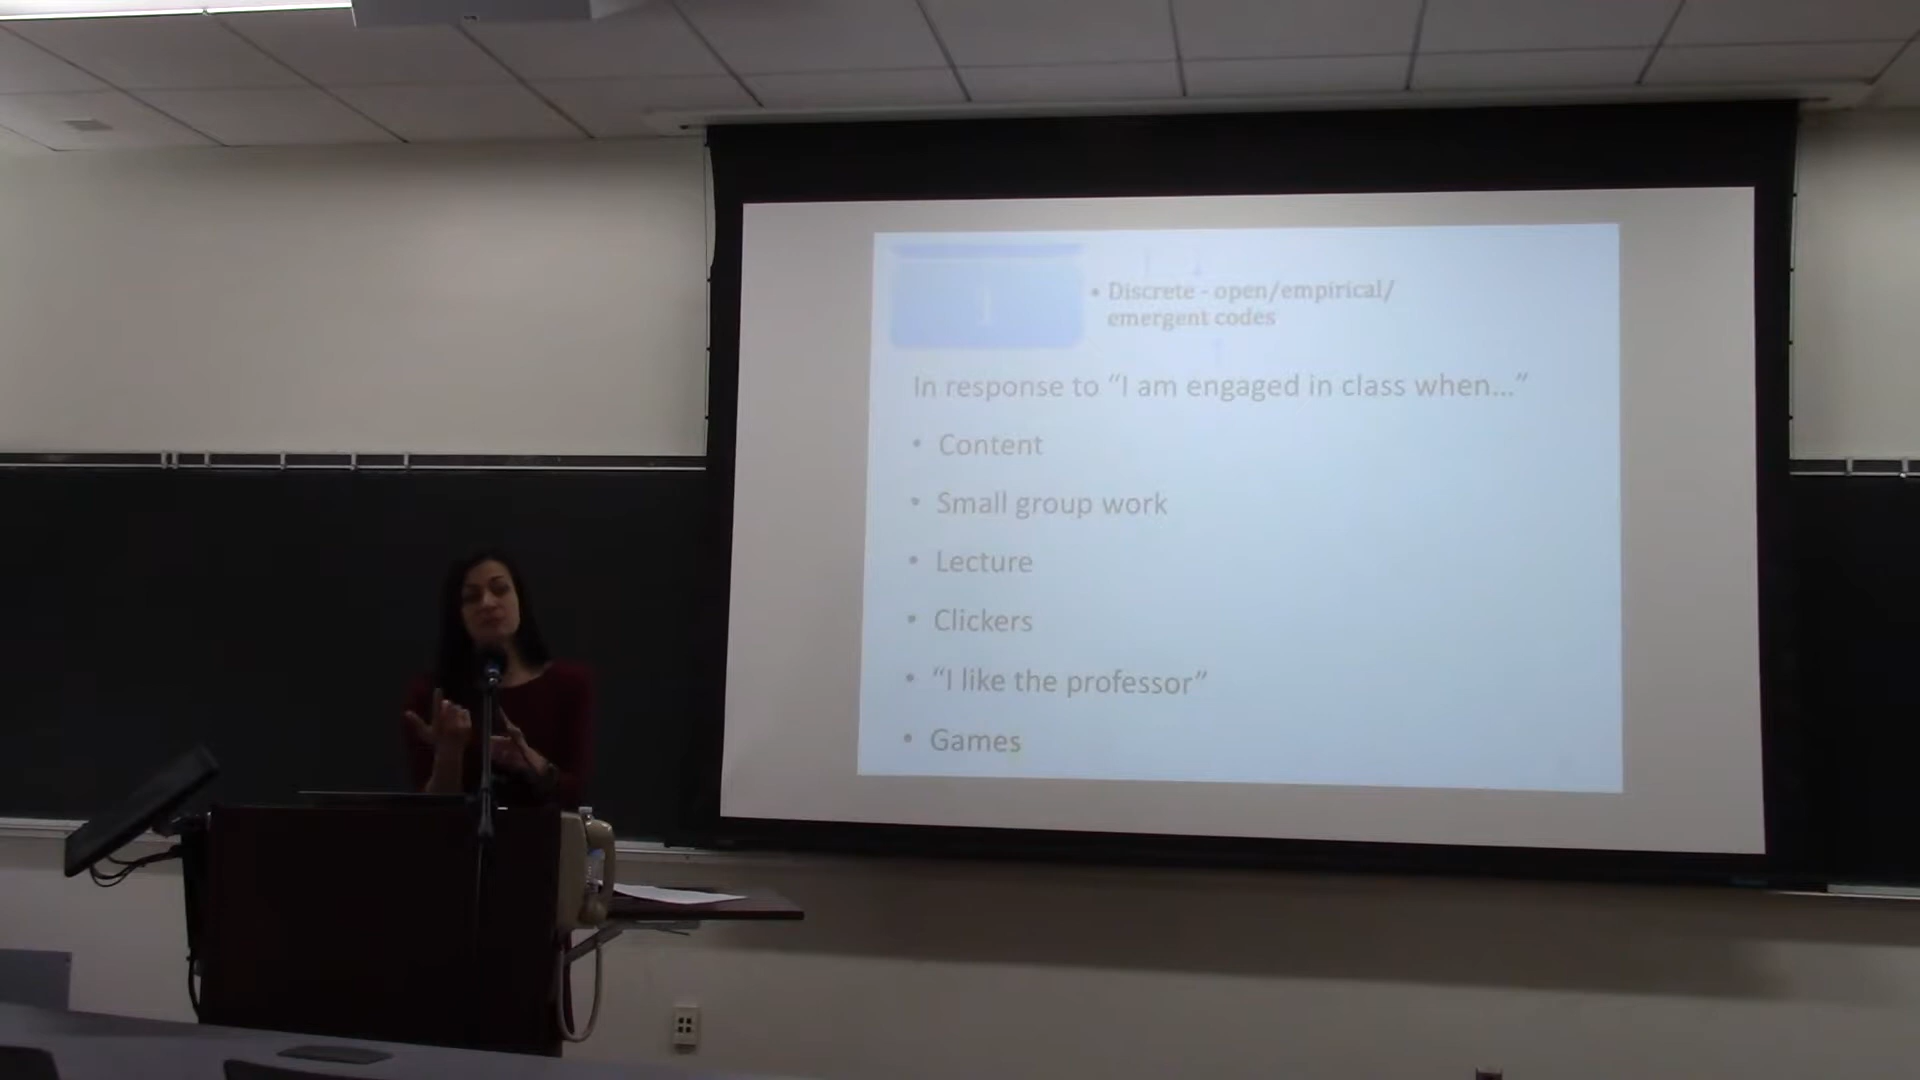 1
• Discrete - open/empirical/
emergent codes
In response to “I am engaged in class when...”
• Content
• Small group work
• Lecture
• Clickers
• “I like the professor”
• Games